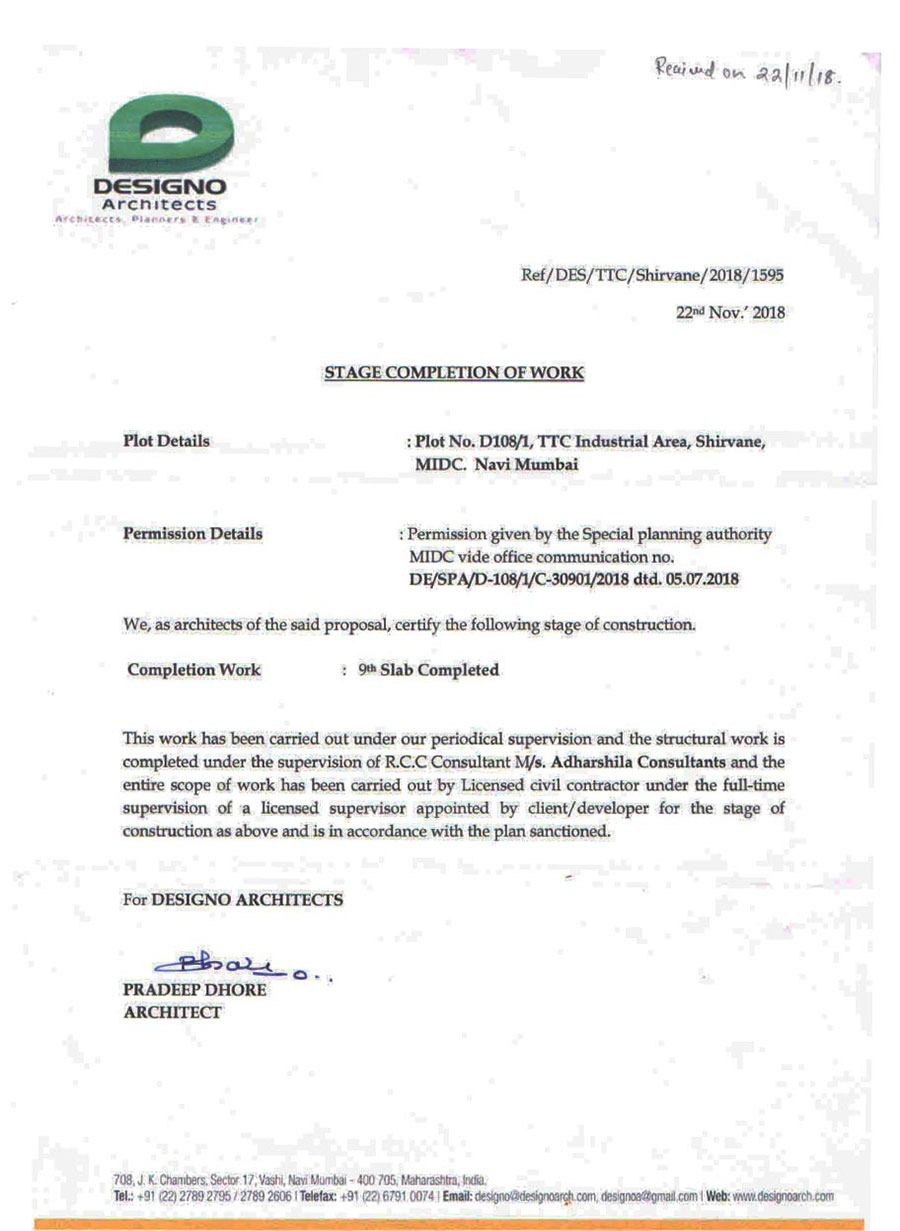 Received on 22/11/18.
DESIGNO
Architects
Architects, Planners & Engineer
Ref/DES/TTC/Shirvane/2018/1595
22nd Nov.' 2018
STAGE COMPLETION OF WORK
Plot Details : Plot No. D108/1, TTC Industrial Area, Shirvane,
MIDC. Navi Mumbai
Permission Details : Permission given by the Special planning authority
MIDC vide office communication no.
DE/SPA/D-108/1/C-30901/2018 dtd. 05.07.2018
We, as architects of the said proposal, certify the following stage of construction.
Completion Work : 9th Slab Completed
This work has been carried out under our periodical supervision and the structural work is
completed under the supervision of R.C.C Consultant M/s. Adharshila Consultants and the
entire scope of work has been carried out by Licensed civil contractor under the full-time
supervision of a licensed supervisor appointed by client/developer for the stage of
construction as above and is in accordance with the plan sanctioned.
For DESIGNO ARCHITECTS
PRADEEP DHORE
ARCHITECT
708, J. K. Chambers, Sector 17, Vashi, Navi Mumbai - 400 705, Maharashtra, India.
Tel.: +91 (22) 2789 2795 / 2789 2606 | Telefax: +91 (22) 6791 0074 | Email: designo@designoarch.com, designoa@gmail.com | Web: www.designoarch.com